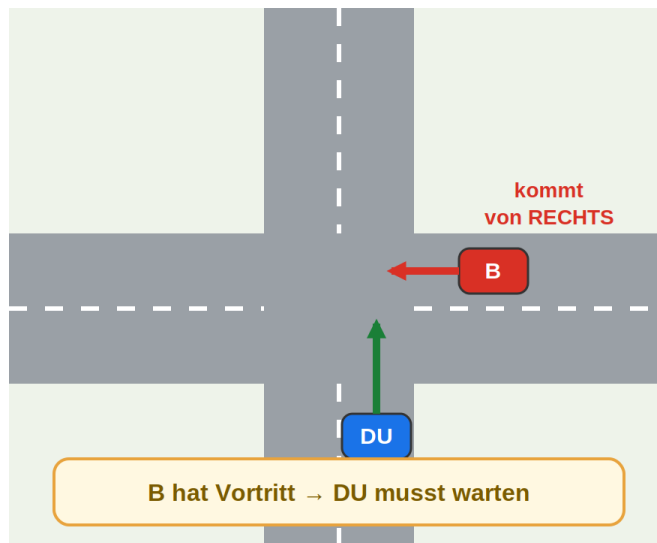 kommt
von RECHTS
B
DU
B hat Vortritt → DU musst warten